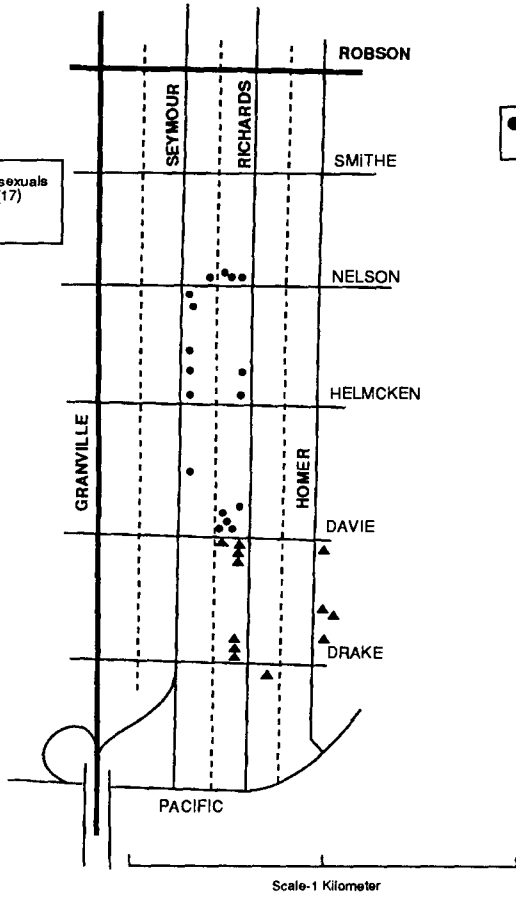 ROBSON
SEYMOUR
RICHARDS
SMITHE
sexuals
17)
NELSON
HELMCKEN
GRANVILLE
HOMER
DAVIE
DRAKE
PACIFIC
Scale-1 Kilometer